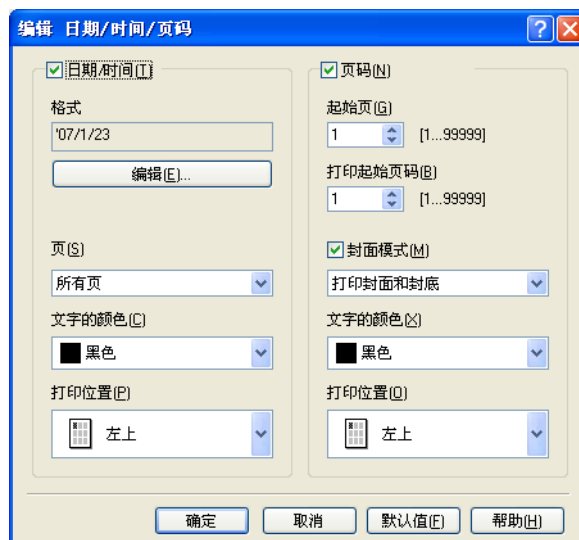 编辑 日期/时间/页码
日期/时间(T)
格式
'07/1/23
编辑(E)...
页(S)
所有页
文字的颜色(C)
黑色
打印位置(P)
左上
页码(N)
起始页(G)
1 [1...99999]
打印起始页码(B)
1 [1...99999]
封面模式(M)
打印封面和封底
文字的颜色(X)
黑色
打印位置(O)
左上
确定 取消 默认值(F) 帮助(H)